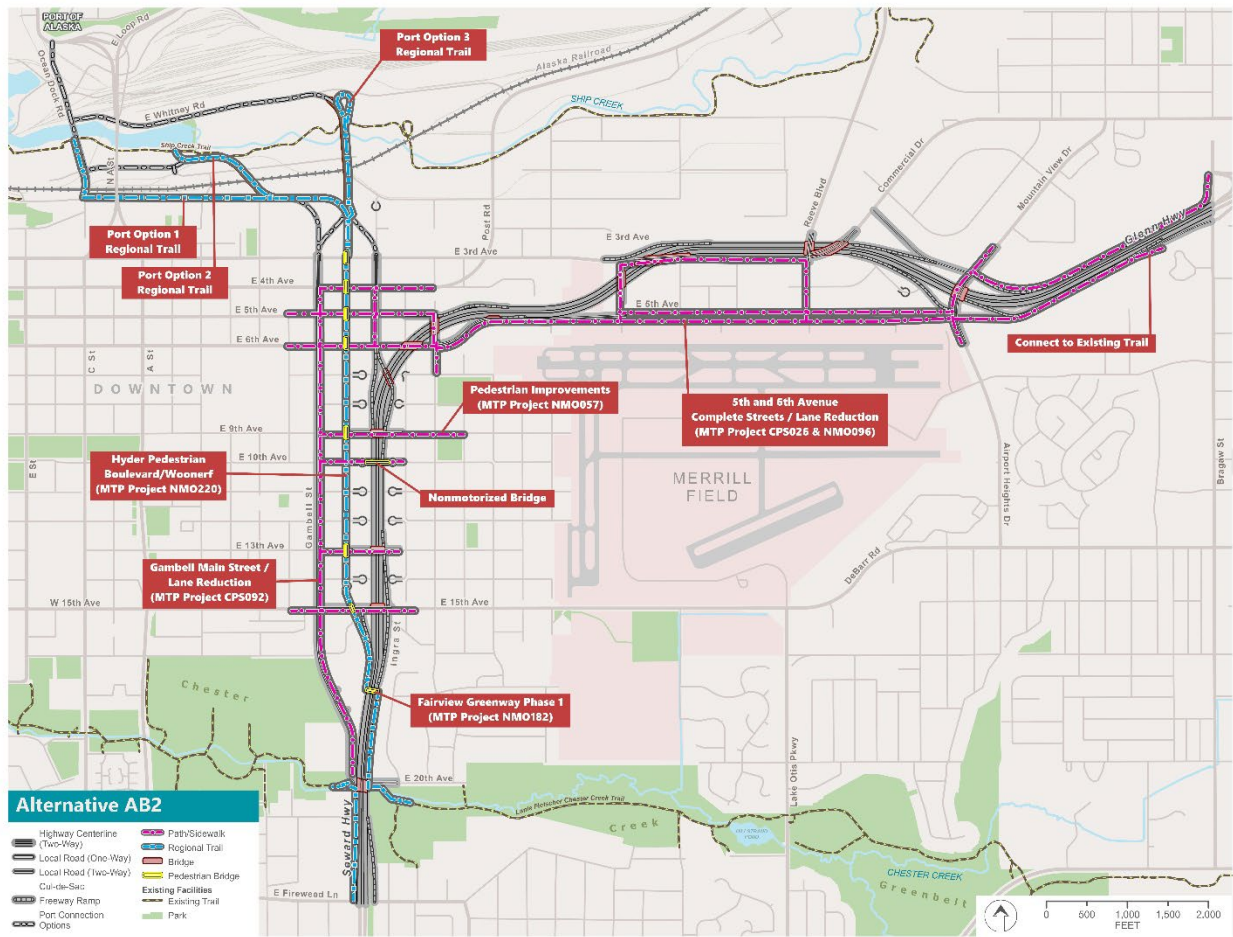 PORT OF
ALASKA
E Loop Rd
Ocean Dock Rd
Port Option 3
Regional Trail
Alaska Railroad
E Whitney Rd
SHIP CREEK
Ship Creek Trail
N A St
Port Option 1
Regional Trail
Port Option 2
Regional Trail
Post Rd
Reeve Blvd
Commercial Dr
Mountain View Dr
Glenn Hwy
E 3rd Ave
E 3rd Ave
E 4th Ave
E 5th Ave
E 5th Ave
E 6th Ave
Connect to Existing Trail
C St
A St
DOWNTOWN
Pedestrian Improvements
(MTP Project NMO057)
5th and 6th Avenue
Complete Streets / Lane Reduction
(MTP Project CPS026 & NMO096)
E 9th Ave
E 10th Ave
Hyder Pedestrian
Boulevard/Woonerf
(MTP Project NMO220)
E St
Gambell St
Nonmotorized Bridge
MERRILL
FIELD
Airport Heights Dr
Bragaw St
E 13th Ave
Gambell Main Street /
Lane Reduction
(MTP Project CPS092)
DeBarr Rd
W 15th Ave
E 15th Ave
Ingra St
Chester
Fairview Greenway Phase 1
(MTP Project NMO182)
E 20th Ave
Lanie Fleischer Chester Creek Trail
Lake Otis Pkwy
Creek
Seward Hwy
CHESTER CREEK
Greenbelt
E Fireweed Ln
Alternative AB2
Highway Centerline
(Two-Way)
Local Road (One-Way)
Local Road (Two-Way)
Cul-de-Sac
Freeway Ramp
Port Connection
Options
Path/Sidewalk
Regional Trail
Bridge
Pedestrian Bridge
Existing Facilities
Existing Trail
Park
0 500 1,000 1,500 2,000
FEET